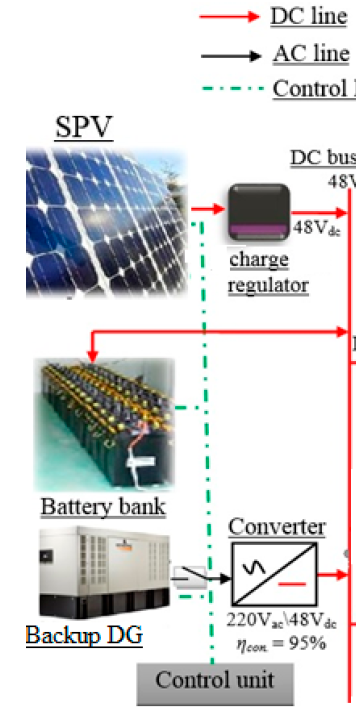 DC line
AC line
Control
SPV
DC bus
48V
48Vdc
charge
regulator
Battery bank
Converter
220Vac\48Vdc
ηcon. = 95%
Backup DG
Control unit